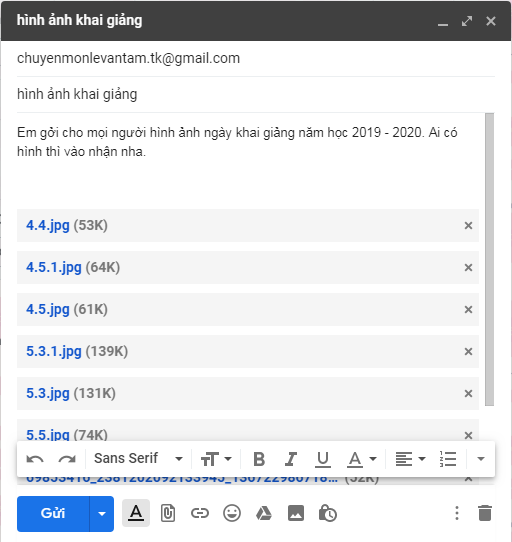 hình ảnh khai giảng
chuyenmonlevantam.tk@gmail.com
hình ảnh khai giảng
Em gởi cho mọi người hình ảnh ngày khai giảng năm học 2019 - 2020. Ai có
hình thì vào nhận nha.
4.4.jpg (53K)
4.5.1.jpg (64K)
4.5.jpg (61K)
5.3.1.jpg (139K)
5.3.jpg (131K)
5.5.jpg (74K)
Sans Serif
B I U A
Gửi A